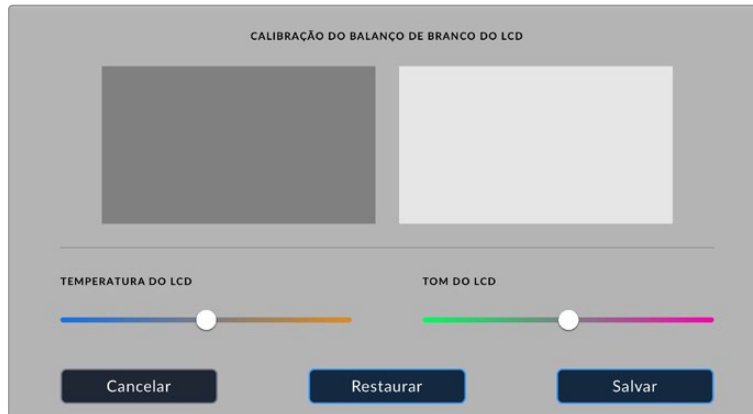 CALIBRAÇÃO DO BALANÇO DE BRANCO DO LCD
TEMPERATURA DO LCD
TOM DO LCD
Cancelar
Restaurar
Salvar